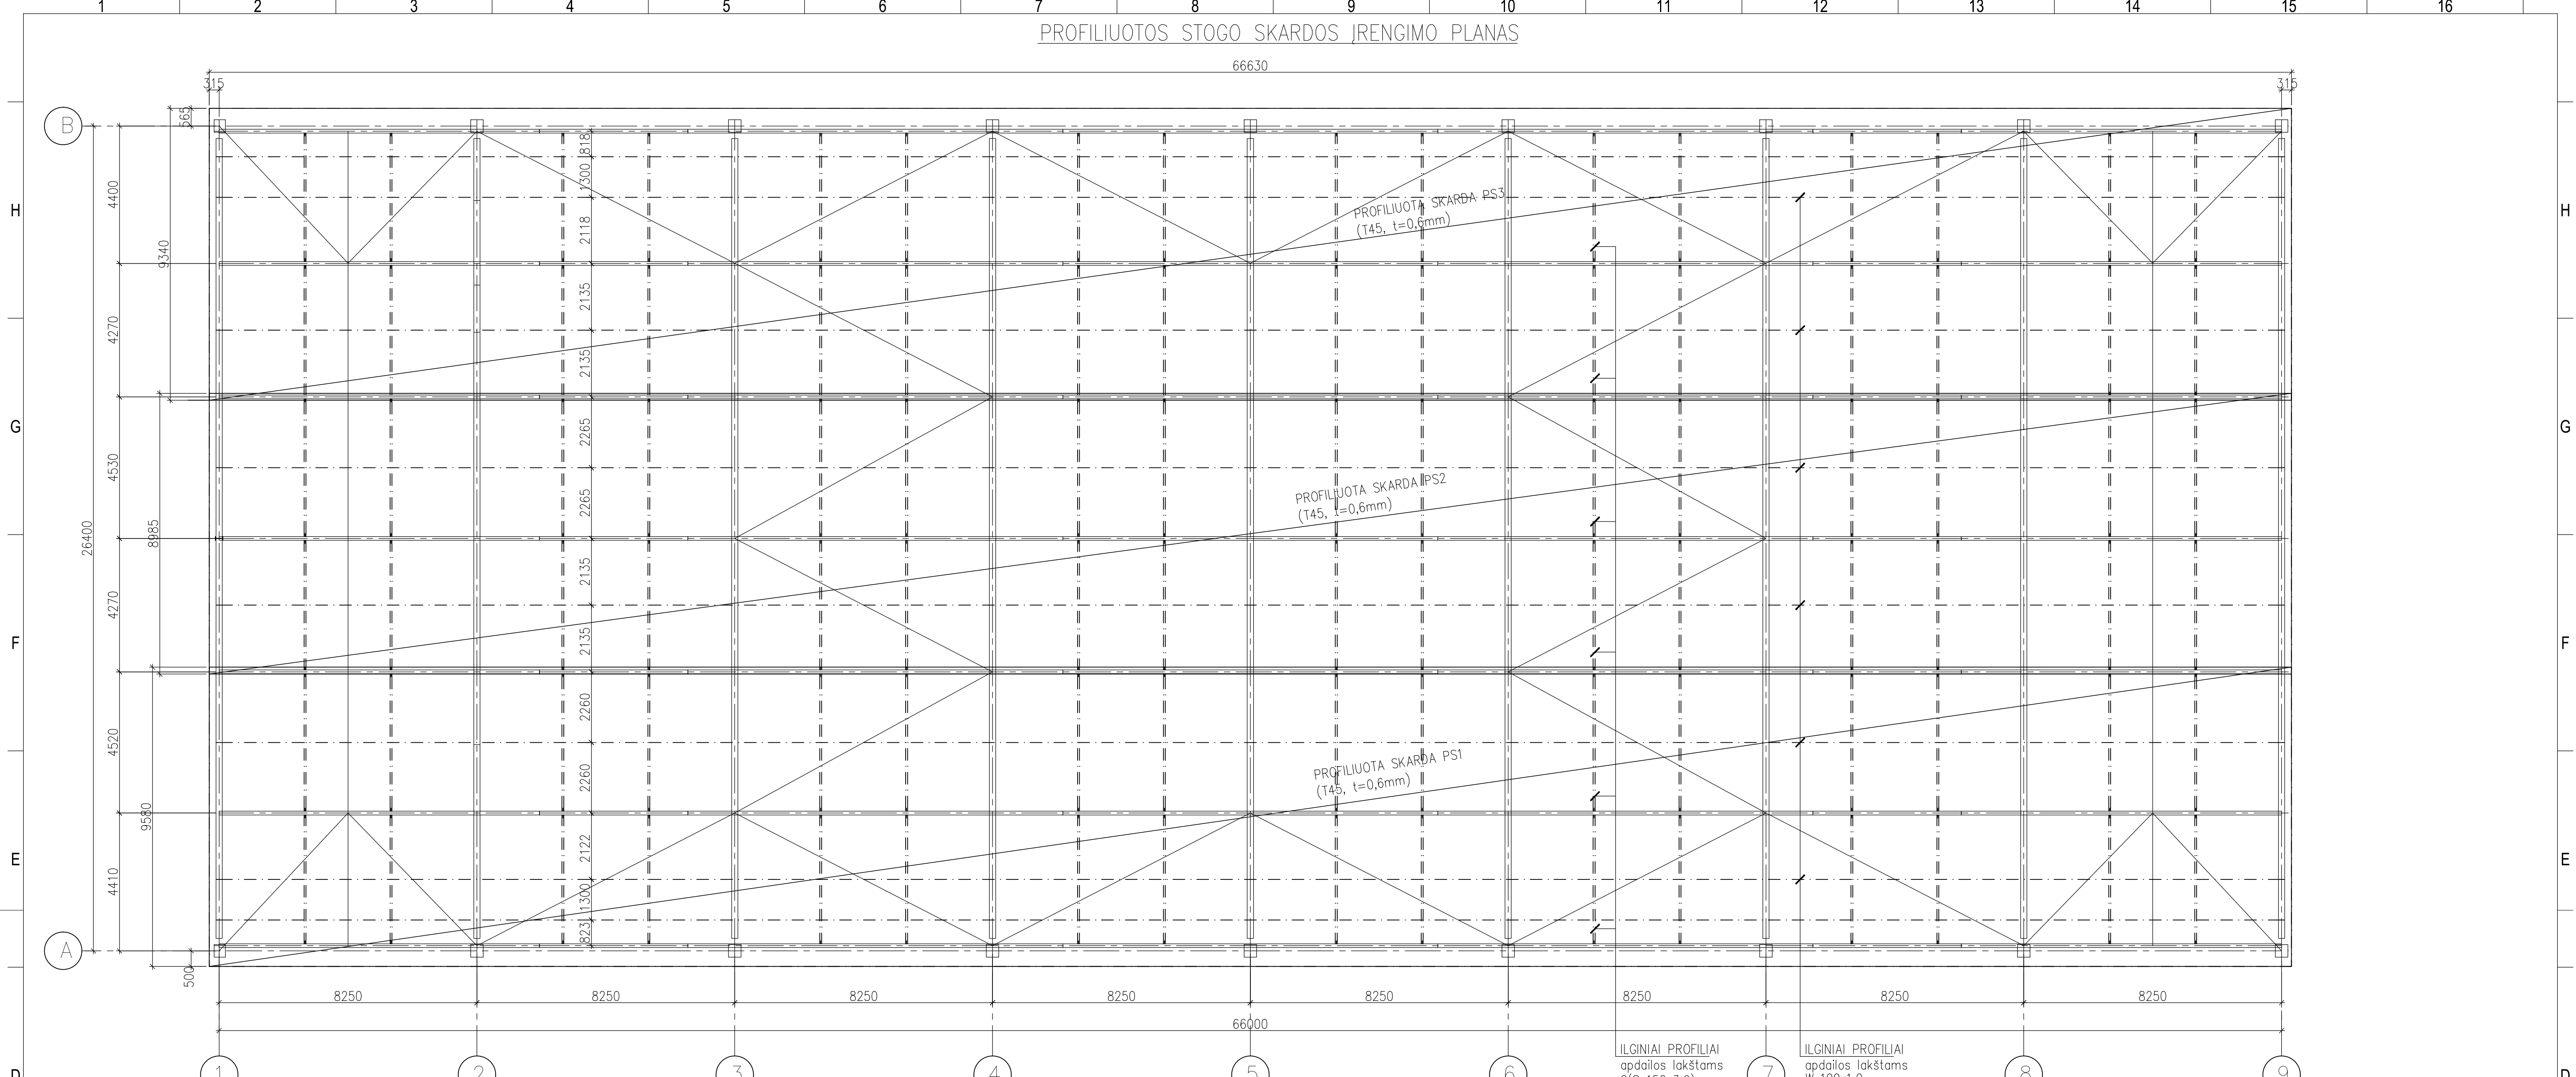 1 2 3 4 5 6 7 8 9 10 11 12 13 14 15 16
PROFILIUOTOS STOGO SKARDOS ĮRENGIMO PLANAS
66630
315 315
565
B
H H
4400
9340
818
1300
2118
PROFILIUOTA SKARDA PS3
(T45, t=0,6mm)
4270
2135
2135
G G
4530
2265
2265
26400
8985
PROFILIUOTA SKARDA PS2
(T45, t=0,6mm)
4270
2135
2135
F F
4520
2260
2260
9580
PROFILIUOTA SKARDA PS1
(T45, t=0,6mm)
E E
4410
2122
1300
823
A
500
8250 8250 8250 8250 8250 8250 8250 8250
66000
ILGINIAI PROFILIAI
apdailos lakštams
ILGINIAI PROFILIAI
apdailos lakštams
1 2 3 4 5 6 7 8 9
D D